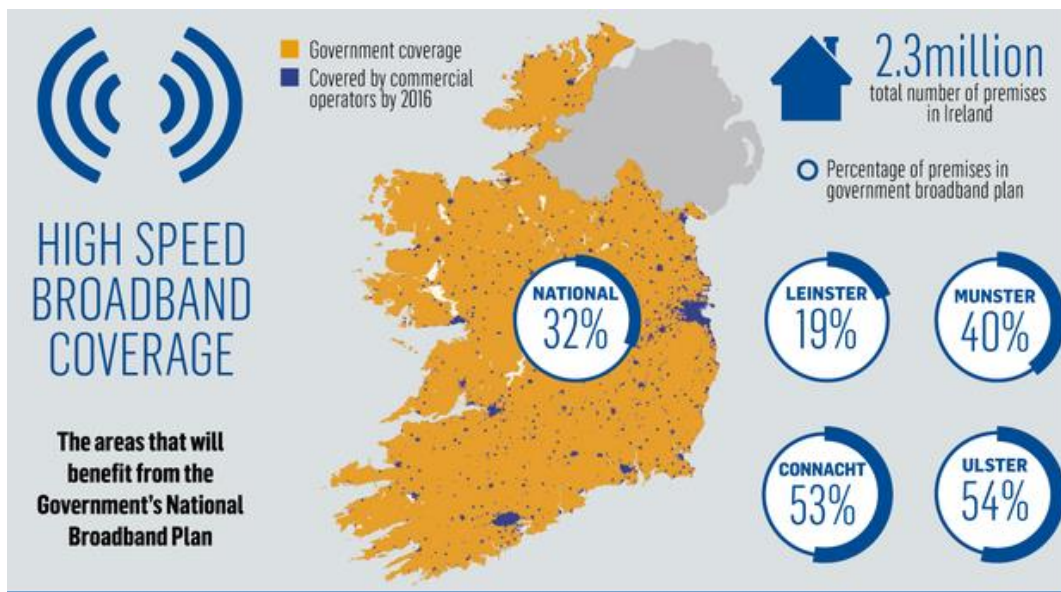 HIGH SPEED
BROADBAND
COVERAGE
The areas that will
benefit from the
Government's National
Broadband Plan
Government coverage
Covered by commercial
operators by 2016
2.3million
total number of premises
in Ireland
Percentage of premises in
government broadband plan
NATIONAL
32%
LEINSTER
19%
MUNSTER
40%
CONNACHT
53%
ULSTER
54%